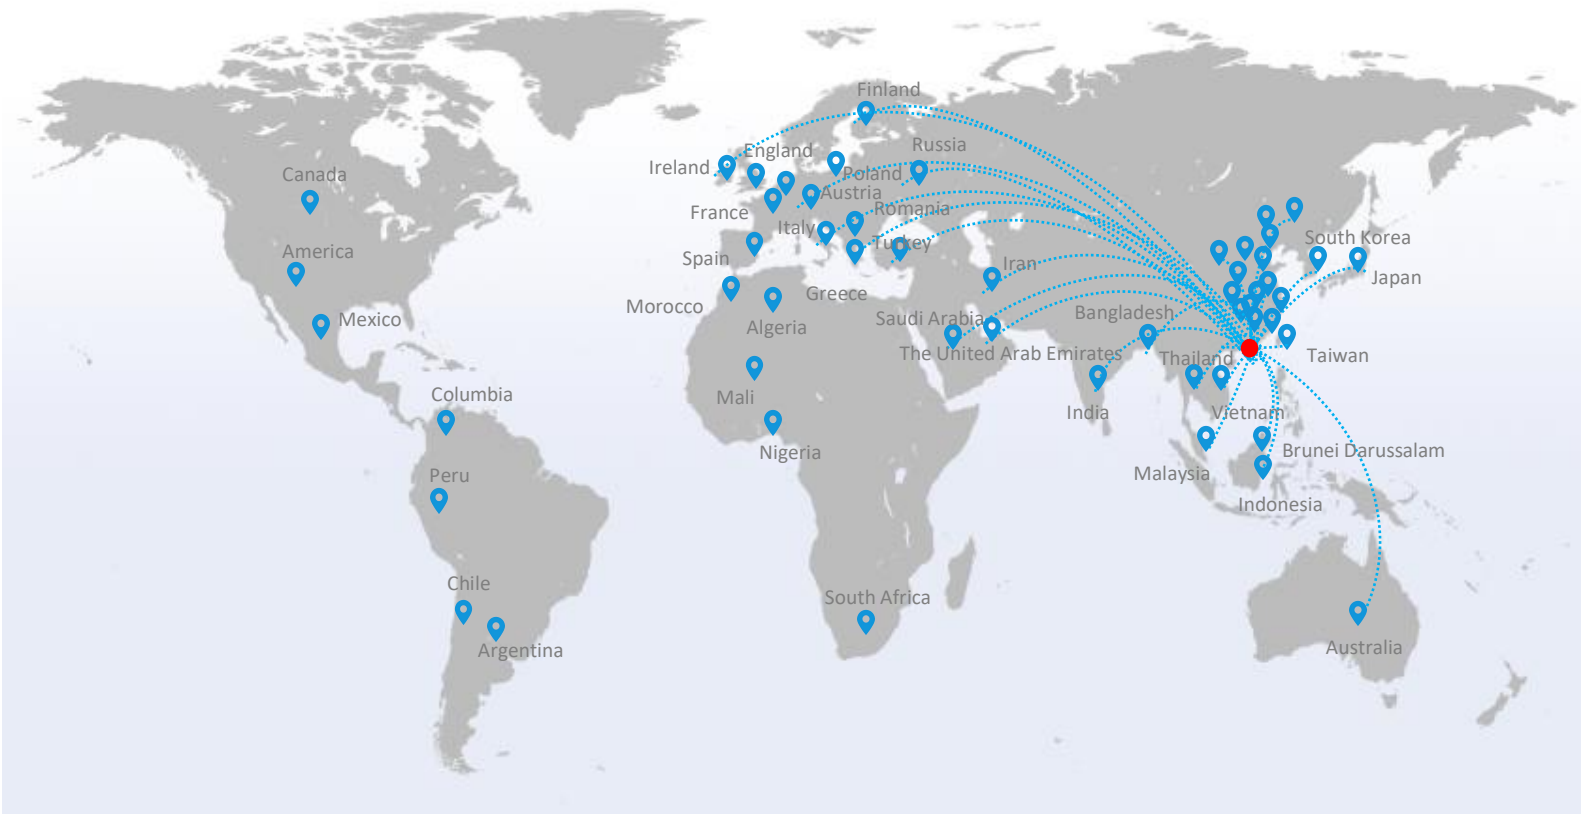 Finland
Ireland
England
Russia
Canada
Poland
Austria
France
Romania
America
Italy
Turkey
South Korea
Spain
Iran
Japan
Morocco
Greece
Mexico
Algeria
Saudi Arabia
Bangladesh
The United Arab Emirates
Thailand
Taiwan
Columbia
Mali
India
Vietnam
Nigeria
Brunei Darussalam
Peru
Malaysia
Indonesia
Chile
South Africa
Argentina
Australia